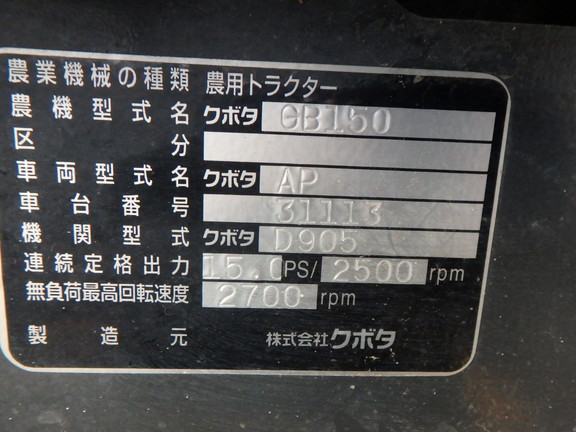 農業機械の種類 農用トラクター
農機型式名 クボタ GB150
区分
車両型式名 クボタ AP
車台番号 31113
機関型式 クボタ D905
連続定格出力 15.0PS/2500rpm
無負荷最高回転速度 2700rpm
製造元 株式会社クボタ